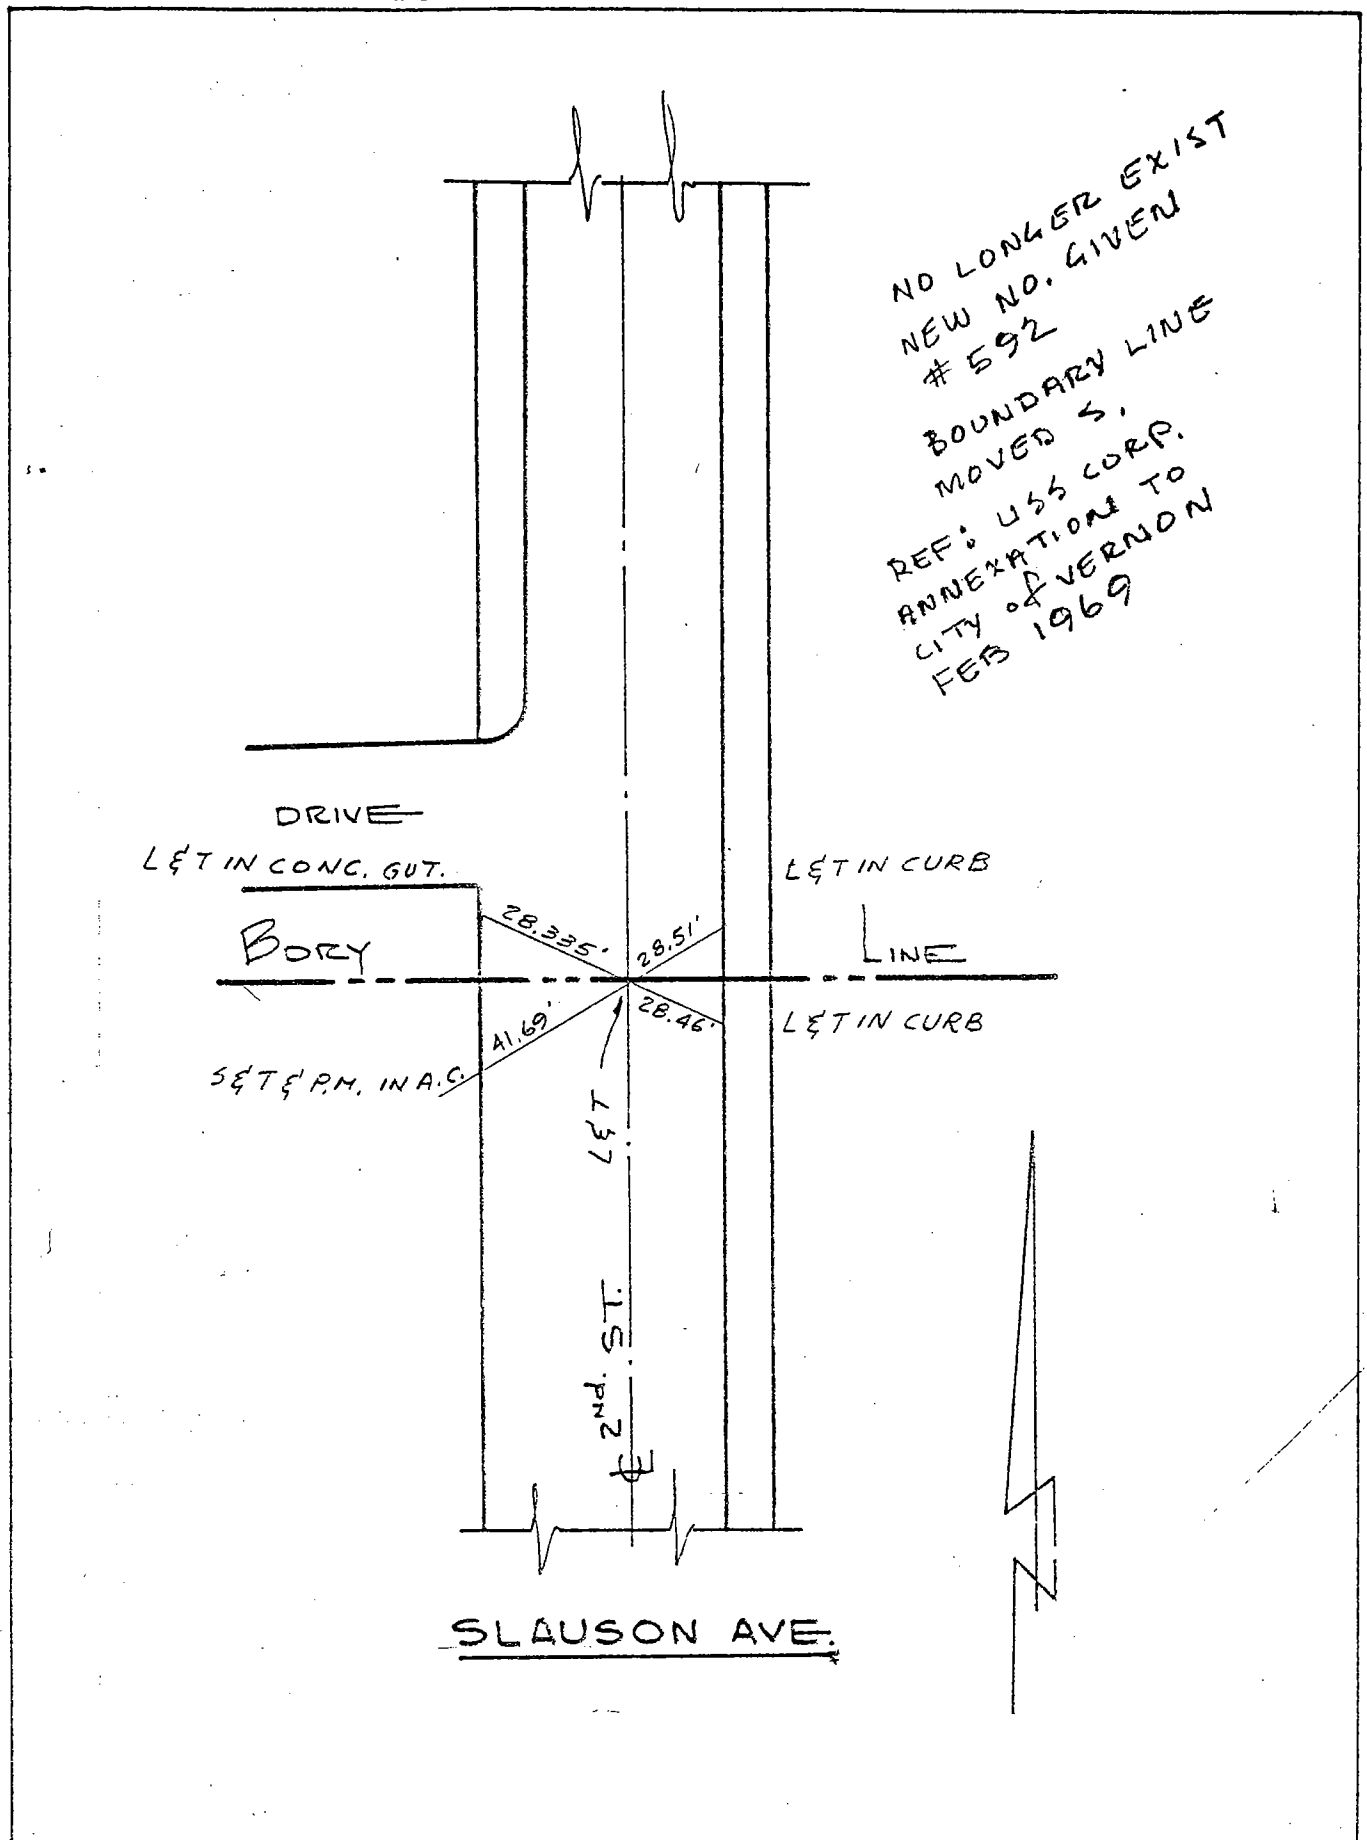 NO LONGER EXIST
NEW NO. GIVEN
# 592
BOUNDARY LINE
MOVED S.
REF: USS CORP.
ANNEXATION TO
CITY of VERNON
FEB 1969
DRIVE
L&T IN CONC. GUT.
L&T IN CURB
28.335'
28.51'
BDRY
LINE
41.69'
28.46'
L&T IN CURB
S&T & P.M. IN A.C.
L&T
℄ 2ND. ST.
SLAUSON AVE.